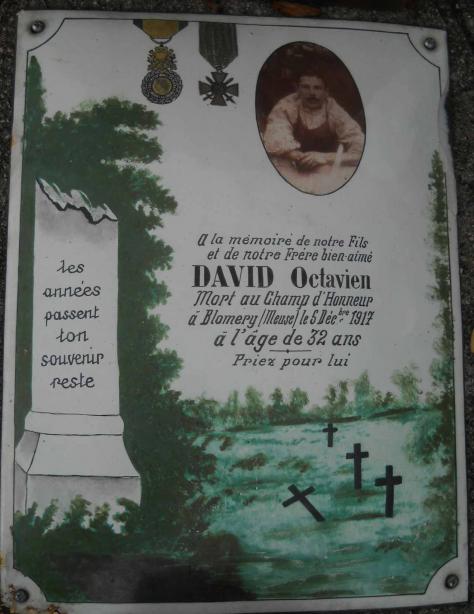 A la mémoire de notre Fils
et de notre Frère bien-aimé
DAVID Octavien
Mort au Champ d'Honneur
à Blomery (Meuse) le 6 Déc.bre 1917
à l'âge de 32 ans
Priez pour lui
les
années
passent
ton
souvenir
reste